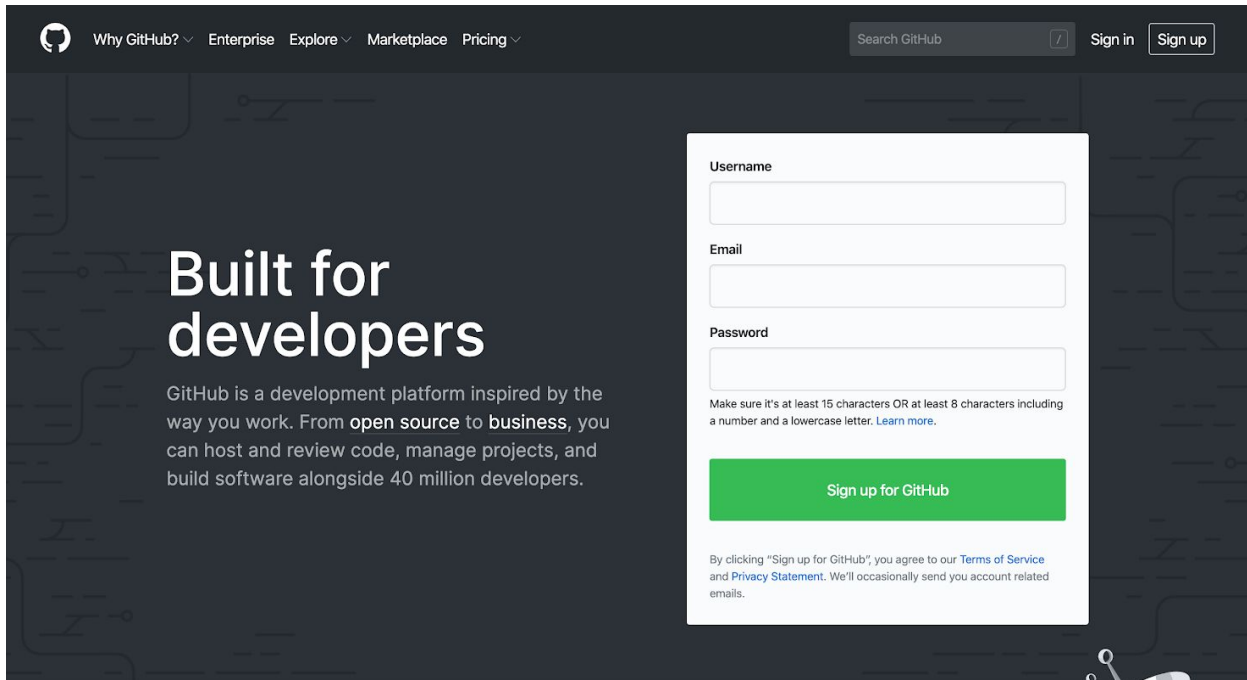 Why GitHub? Enterprise Explore Marketplace Pricing Search GitHub / Sign in Sign up
Built for
developers
GitHub is a development platform inspired by the
way you work. From open source to business, you
can host and review code, manage projects, and
build software alongside 40 million developers.
Username
Email
Password
Make sure it's at least 15 characters OR at least 8 characters including
a number and a lowercase letter. Learn more.
Sign up for GitHub
By clicking “Sign up for GitHub”, you agree to our Terms of Service
and Privacy Statement. We’ll occasionally send you account related
emails.